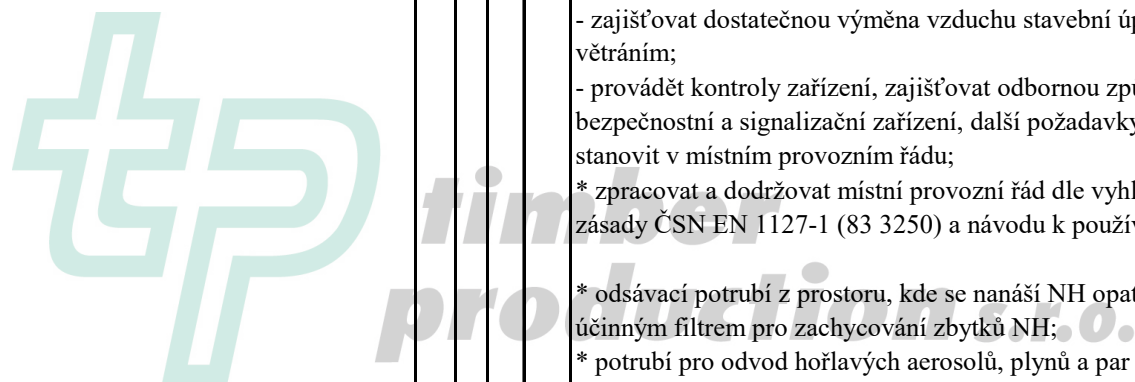 - zajišťovat dostatečnou výměna vzduchu stavební úp
větráním;
- provádět kontroly zařízení, zajišťovat odbornou způ
bezpečnostní a signalizační zařízení, další požadavky
stanovit v místním provozním řádu;
* zpracovat a dodržovat místní provozní řád dle vyhl
zásady ČSN EN 1127-1 (83 3250) a návodu k použív
* odsávací potrubí z prostoru, kde se nanáší NH opat
účinným filtrem pro zachycování zbytků NH;
* potrubí pro odvod hořlavých aerosolů, plynů a par
tp
timber
production s.r.o.